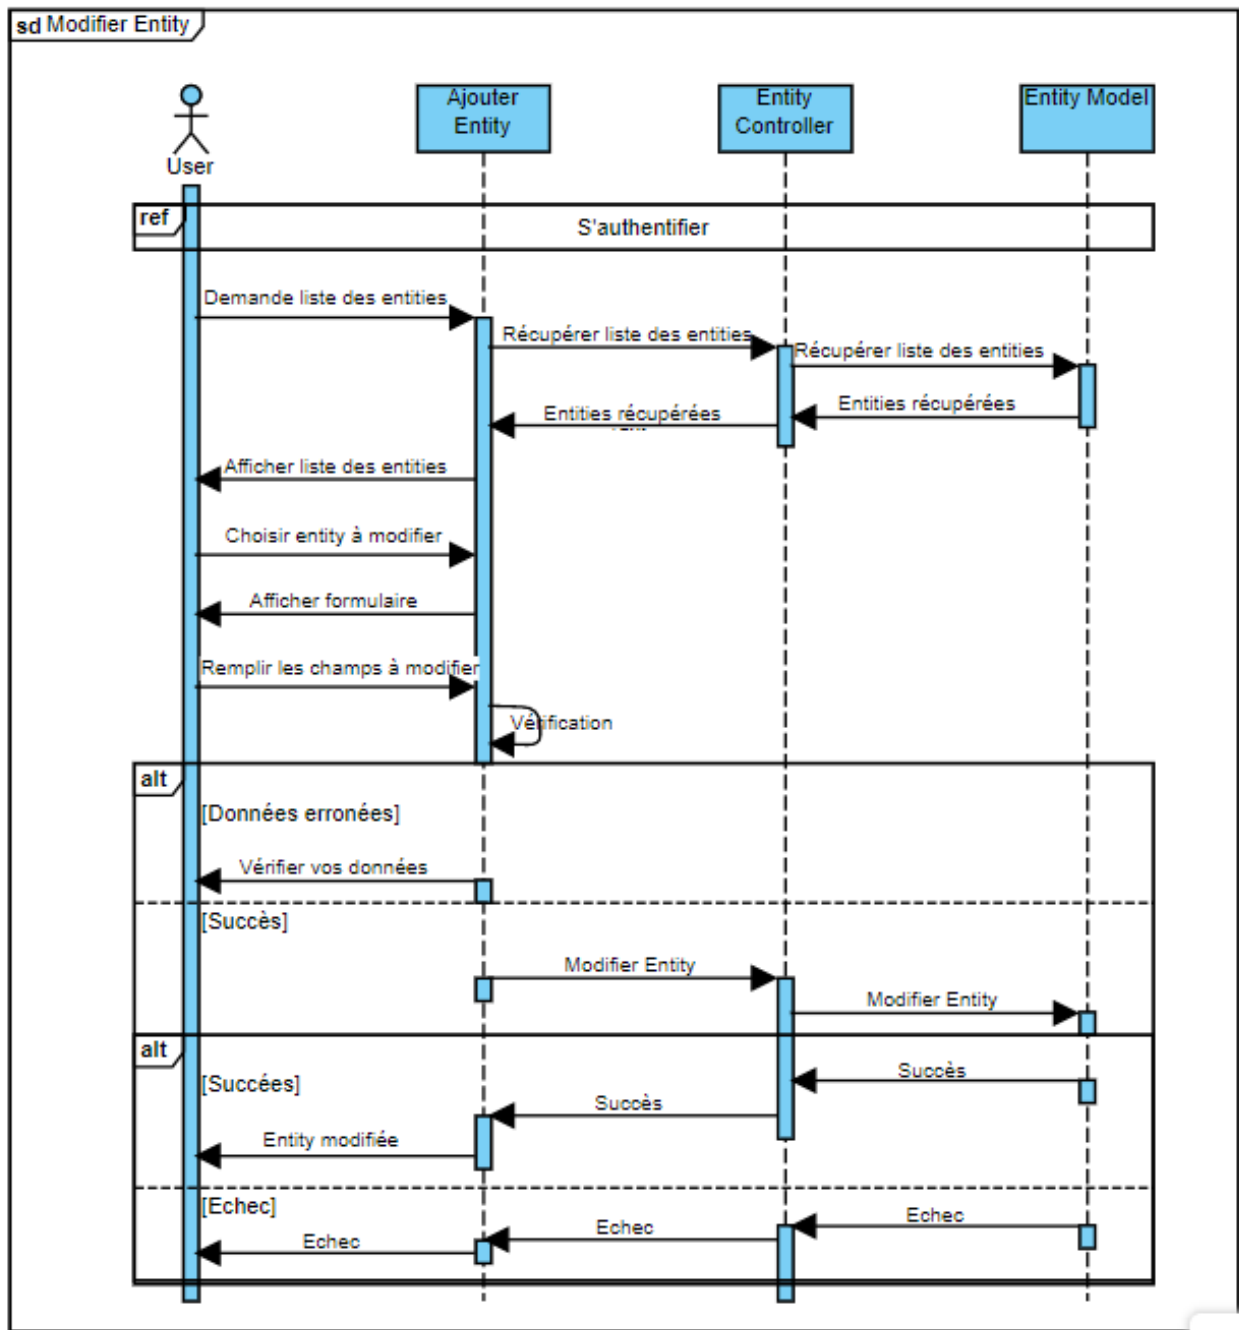 sd Modifier Entity
User
Ajouter
Entity
Entity
Controller
Entity Model
ref
S'authentifier
Demande liste des entities
Récupérer liste des entities
Récupérer liste des entities
Entities récupérées
Entities récupérées
Afficher liste des entities
Choisir entity à modifier
Afficher formulaire
Remplir les champs à modifier
Vérification
alt
[Données erronées]
Vérifier vos données
[Succès]
Modifier Entity
Modifier Entity
alt
[Succées]
Succès
Succès
Entity modifiée
[Echec]
Echec
Echec
Echec